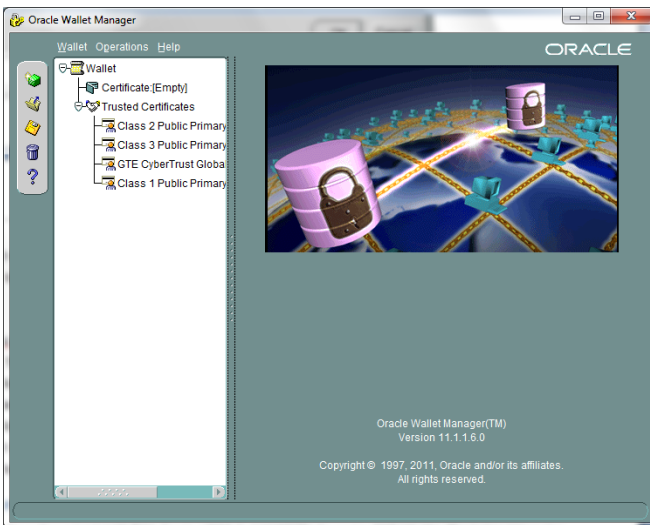 Oracle Wallet Manager
Wallet Operations Help
ORACLE
Wallet
Certificate:[Empty]
Trusted Certificates
Class 2 Public Primary
Class 3 Public Primary
GTE CyberTrust Globa
Class 1 Public Primary
?
Oracle Wallet Manager(TM)
Version 11.1.1.6.0
Copyright © 1997, 2011, Oracle and/or its affiliates.
All rights reserved.